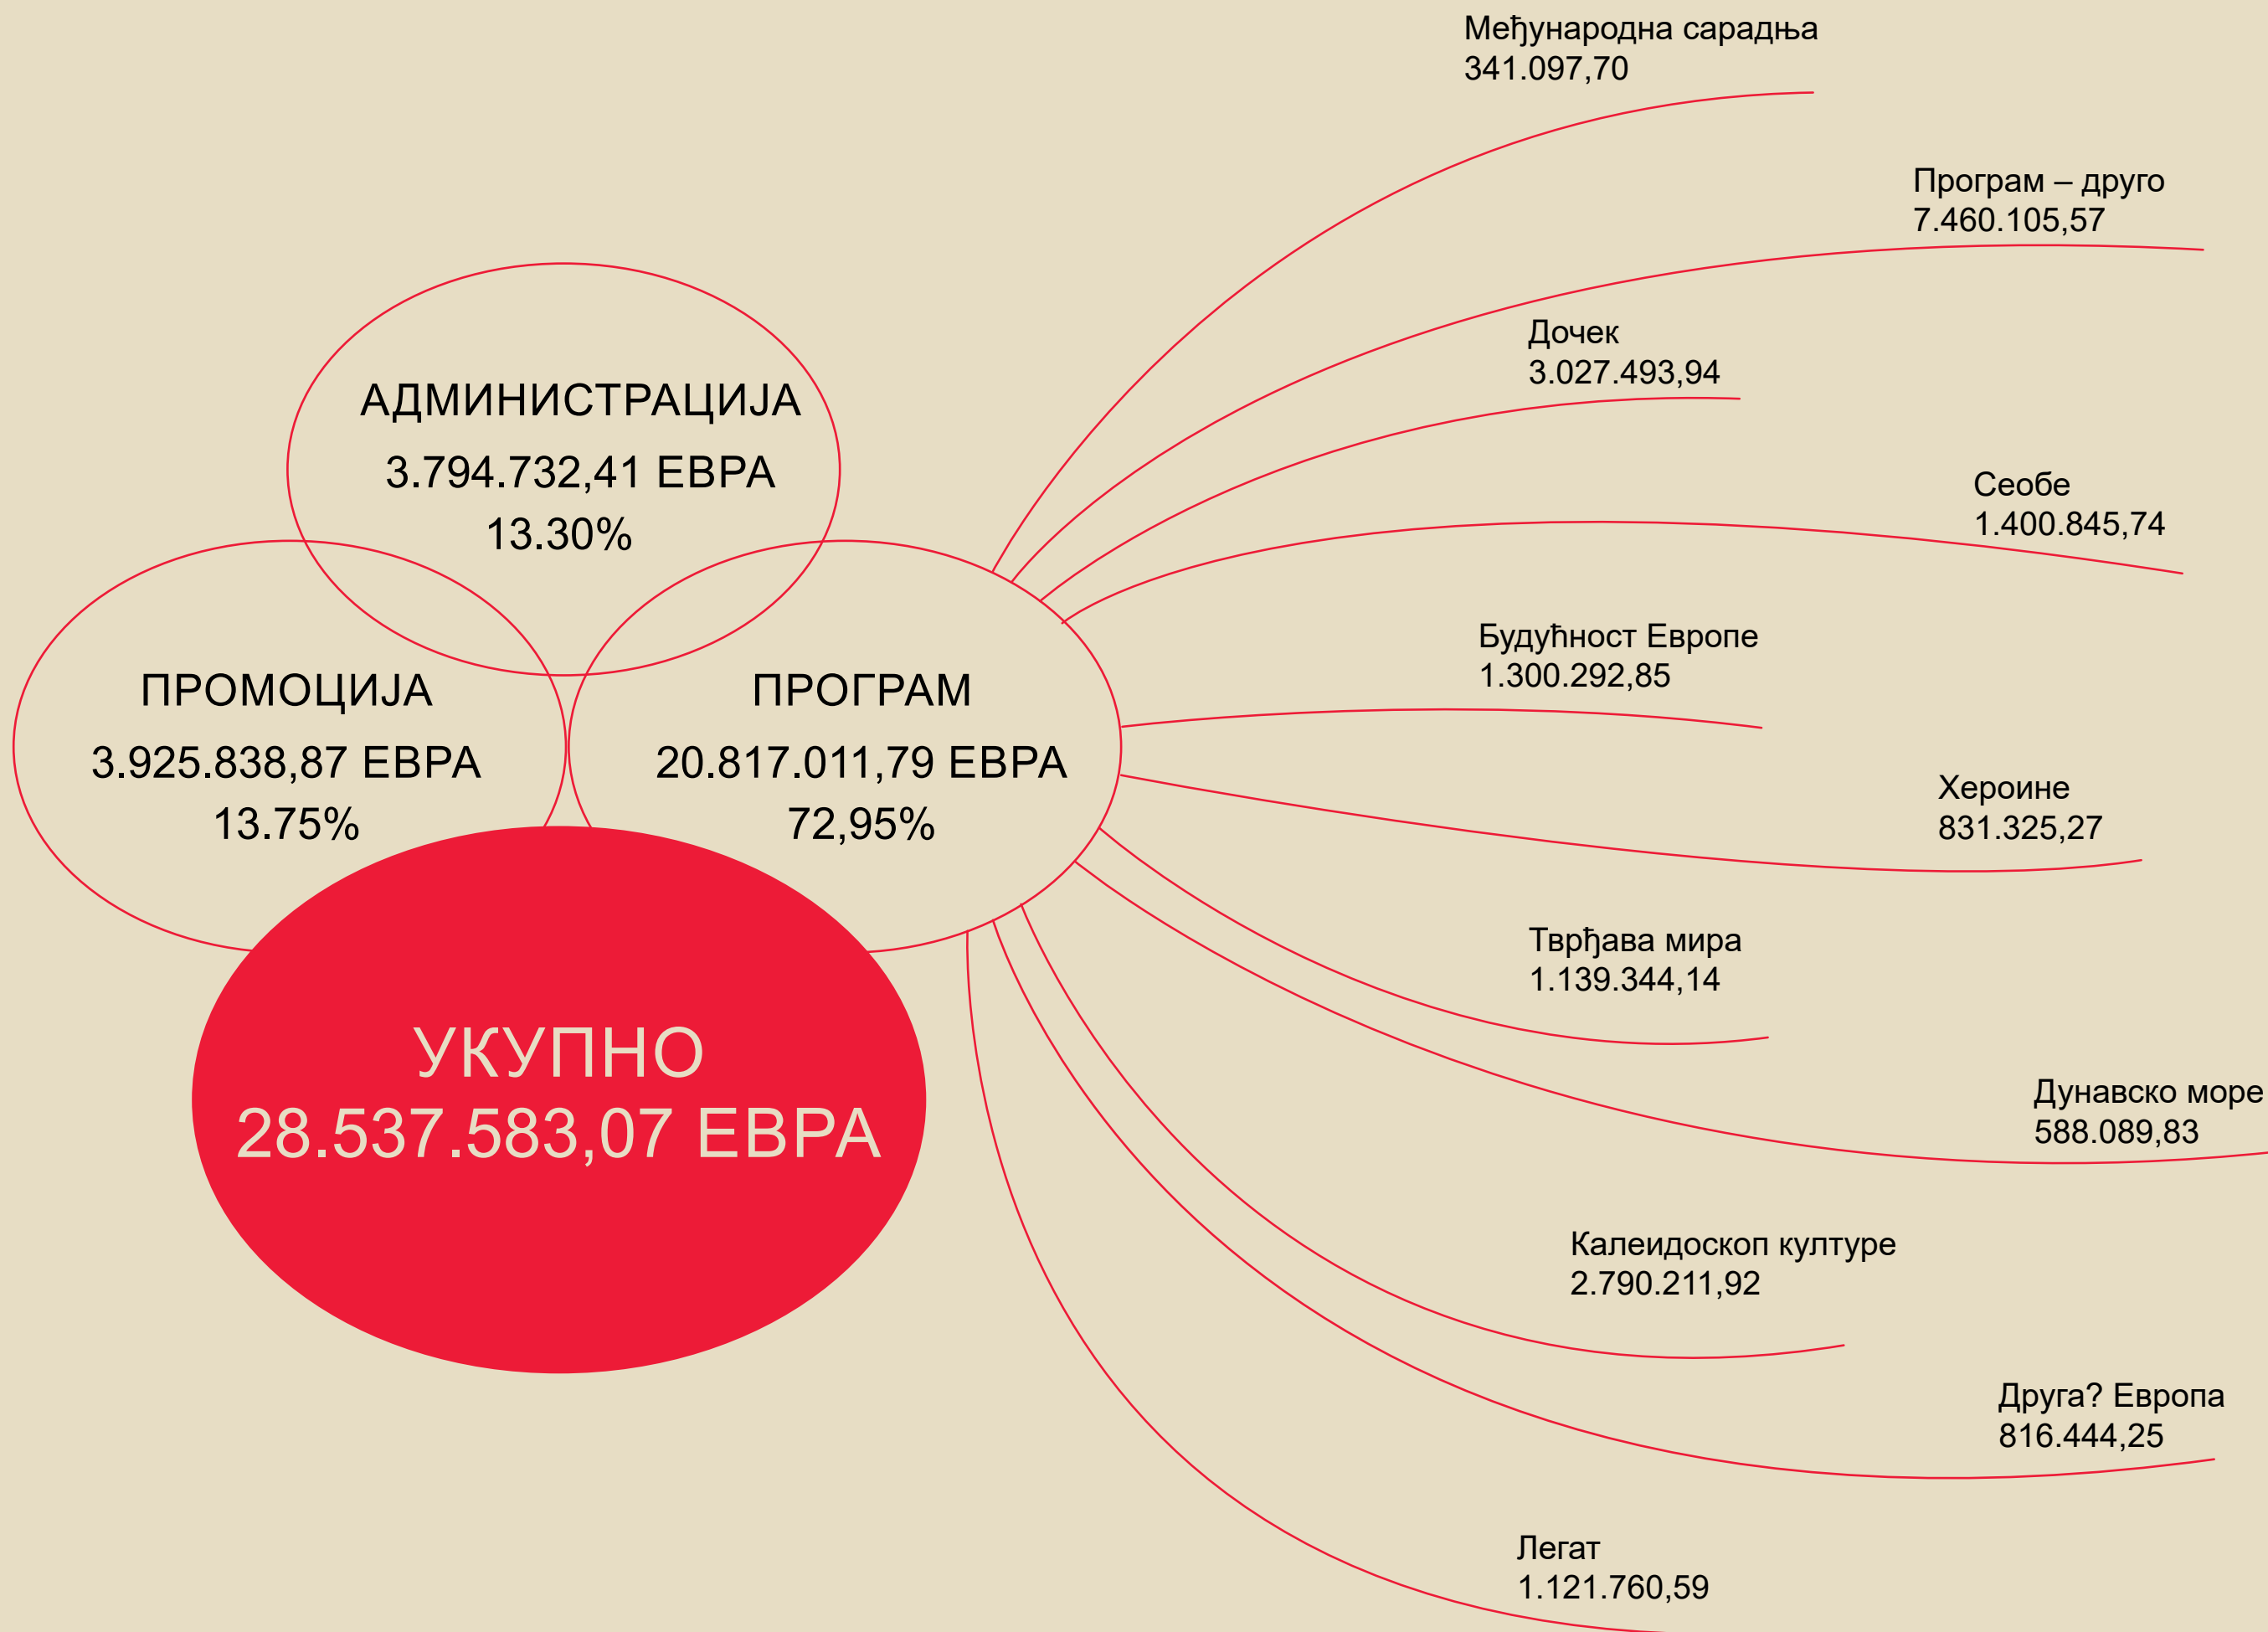 АДМИНИСТРАЦИЈА
3.794.732,41 ЕВРА
13.30%
ПРОМОЦИЈА
3.925.838,87 ЕВРА
13.75%
ПРОГРАМ
20.817.011,79 ЕВРА
72,95%
УКУПНО
28.537.583,07 ЕВРА
Међународна сарадња
341.097,70
Програм – друго
7.460.105,57
Дочек
3.027.493,94
Сеобе
1.400.845,74
Будућност Европе
1.300.292,85
Хероине
831.325,27
Тврђава мира
1.139.344,14
Дунавско море
588.089,83
Калеидоскоп културе
2.790.211,92
Друга? Европа
816.444,25
Легат
1.121.760,59